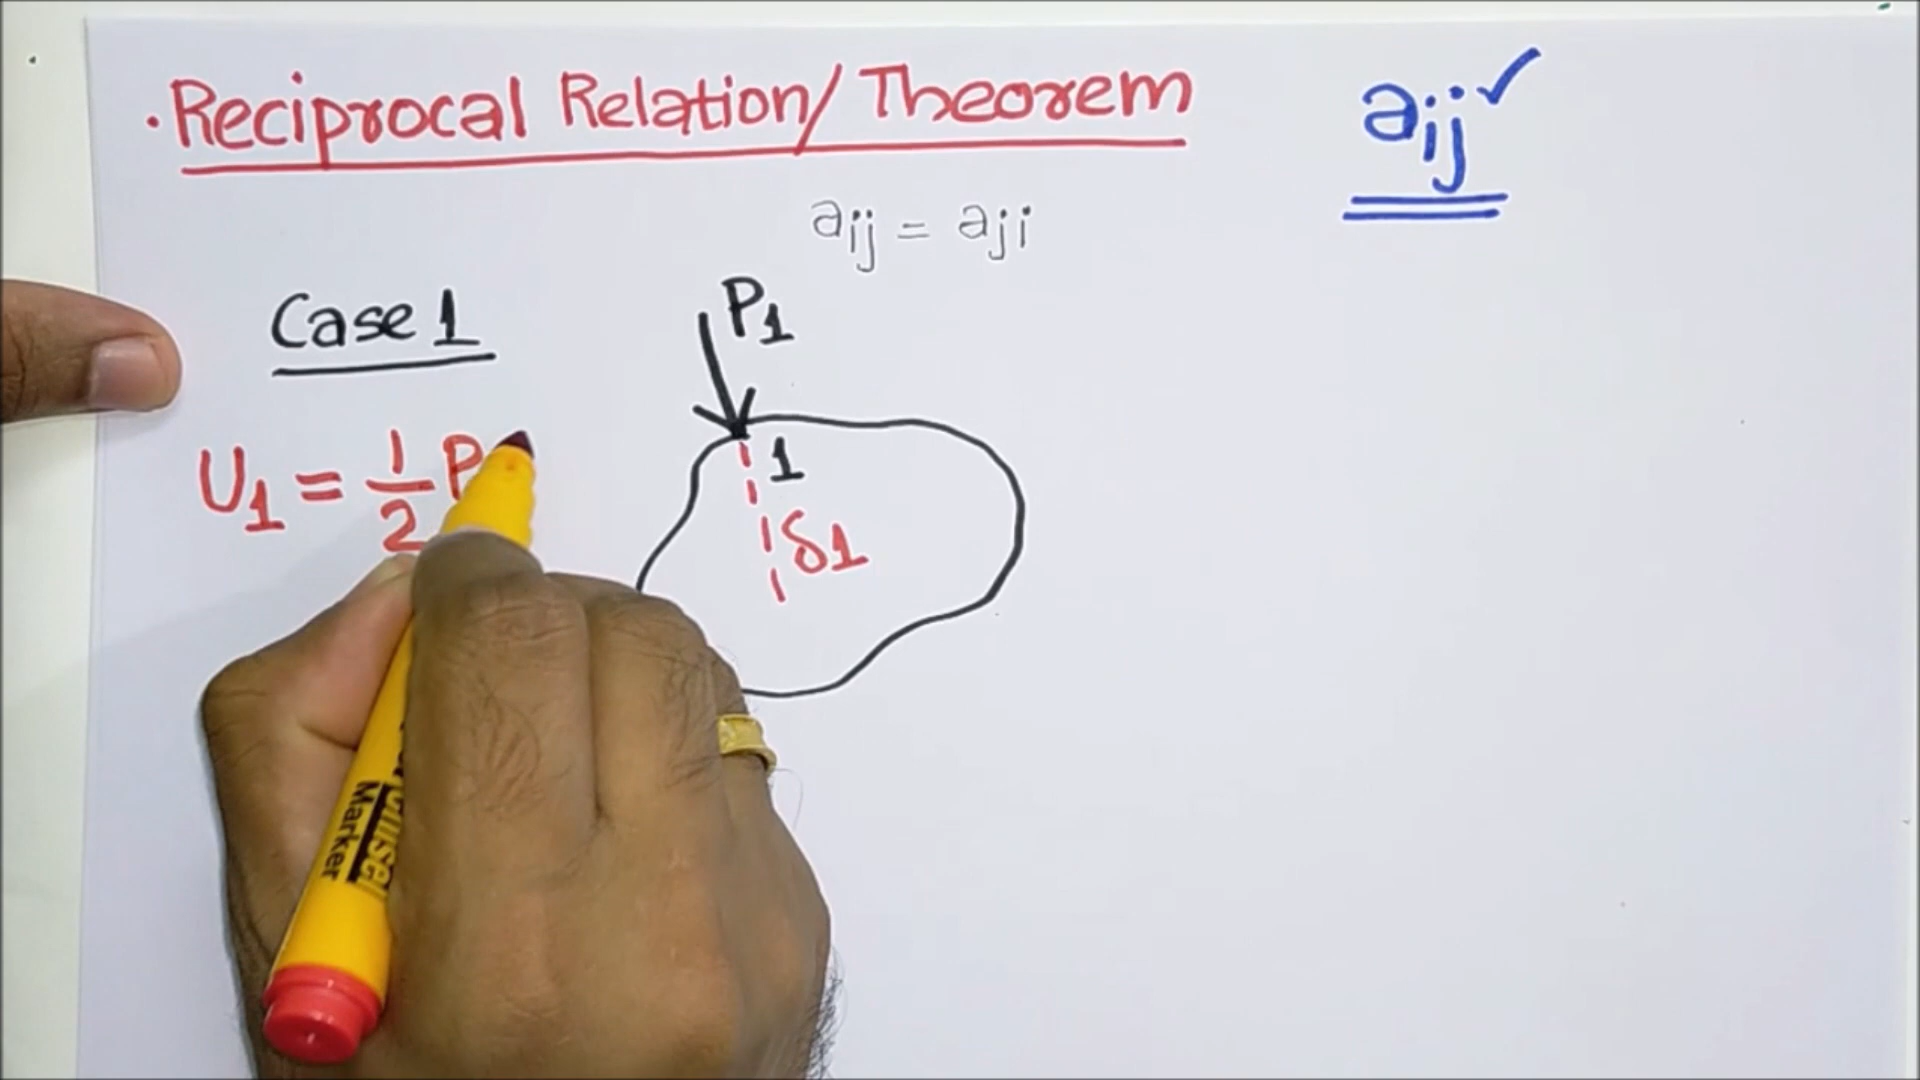 · Reciprocal Relation/Theorem
aij ✓
aij = aji
Case 1
P1
U1 = 1/2 P
1
δ1
Marker